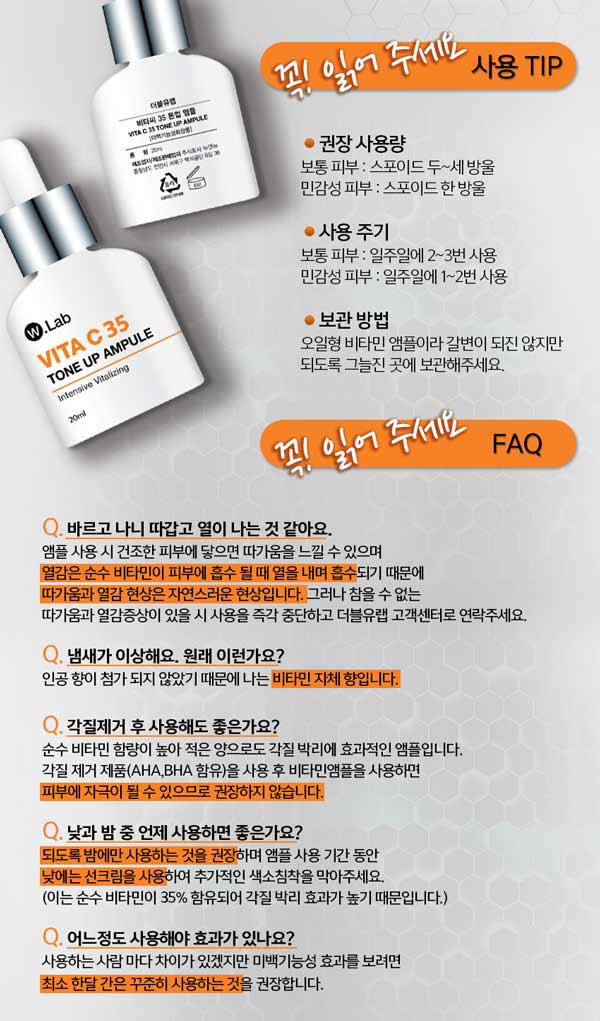 더블유랩
비타씨 35 톤업 앰플
VITA C 35 TONE UP AMPULE
[미백기능성화장품]
용 량 20ml
W.Lab
VITA C 35
TONE UP AMPULE
Intensive Vitalizing
20ml
꼭! 읽어 주세요 사용 TIP
권장 사용량
보통 피부 : 스포이드 두~세 방울
민감성 피부 : 스포이드 한 방울
사용 주기
보통 피부 : 일주일에 2~3번 사용
민감성 피부 : 일주일에 1~2번 사용
보관 방법
오일형 비타민 앰플이라 갈변이 되진 않지만
되도록 그늘진 곳에 보관해주세요.
꼭! 읽어 주세요 FAQ
Q. 바르고 나니 따갑고 열이 나는 것 같아요.
앰플 사용 시 건조한 피부에 닿으면 따가움을 느낄 수 있으며
열감은 순수 비타민이 피부에 흡수 될 때 열을 내며 흡수되기 때문에
따가움과 열감 현상은 자연스러운 현상입니다. 그러나 참을 수 없는
따가움과 열감증상이 있을 시 사용을 즉각 중단하고 더블유랩 고객센터로 연락주세요.
Q. 냄새가 이상해요. 원래 이런가요?
인공 향이 첨가 되지 않았기 때문에 나는 비타민 자체 향입니다.
Q. 각질제거 후 사용해도 좋은가요?
순수 비타민 함량이 높아 적은 양으로도 각질 박리에 효과적인 앰플입니다.
각질 제거 제품(AHA,BHA 함유)을 사용 후 비타민앰플을 사용하면
피부에 자극이 될 수 있으므로 권장하지 않습니다.
Q. 낮과 밤 중 언제 사용하면 좋은가요?
되도록 밤에만 사용하는 것을 권장하며 앰플 사용 기간 동안
낮에는 선크림을 사용하여 추가적인 색소침착을 막아주세요.
(이는 순수 비타민이 35% 함유되어 각질 박리 효과가 높기 때문입니다.)
Q. 어느정도 사용해야 효과가 있나요?
사용하는 사람 마다 차이가 있겠지만 미백기능성 효과를 보려면
최소 한달 간은 꾸준히 사용하는 것을 권장합니다.